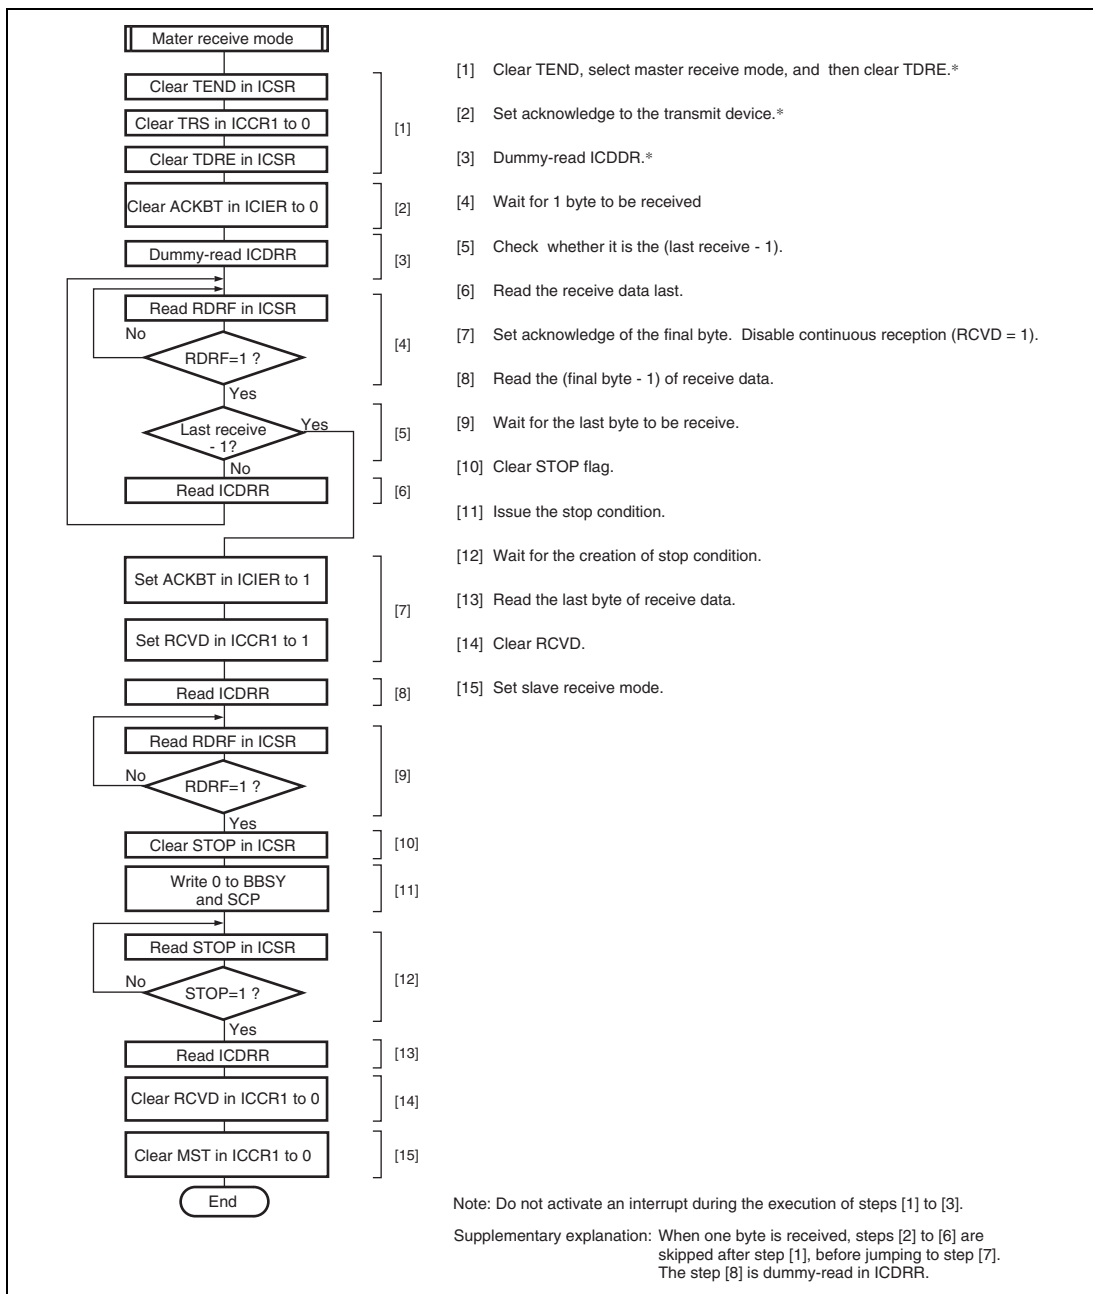 Mater receive mode
Clear TEND in ICSR
Clear TRS in ICCR1 to 0
Clear TDRE in ICSR
[1]
Clear ACKBT in ICIER to 0
[2]
Dummy-read ICDRR
[3]
Read RDRF in ICSR
No
RDRF=1 ?
[4]
Yes
Last receive
- 1?
Yes
[5]
No
Read ICDRR
[6]
Set ACKBT in ICIER to 1
[7]
Set RCVD in ICCR1 to 1
Read ICDRR
[8]
Read RDRF in ICSR
No
RDRF=1 ?
[9]
Yes
Clear STOP in ICSR
[10]
Write 0 to BBSY
and SCP
[11]
Read STOP in ICSR
No
STOP=1 ?
[12]
Yes
Read ICDRR
[13]
Clear RCVD in ICCR1 to 0
[14]
Clear MST in ICCR1 to 0
[15]
End
[1] Clear TEND, select master receive mode, and then clear TDRE.*
[2] Set acknowledge to the transmit device.*
[3] Dummy-read ICDDR.*
[4] Wait for 1 byte to be received
[5] Check whether it is the (last receive - 1).
[6] Read the receive data last.
[7] Set acknowledge of the final byte. Disable continuous reception (RCVD = 1).
[8] Read the (final byte - 1) of receive data.
[9] Wait for the last byte to be receive.
[10] Clear STOP flag.
[11] Issue the stop condition.
[12] Wait for the creation of stop condition.
[13] Read the last byte of receive data.
[14] Clear RCVD.
[15] Set slave receive mode.
Note: Do not activate an interrupt during the execution of steps [1] to [3].
Supplementary explanation: When one byte is received, steps [2] to [6] are
skipped after step [1], before jumping to step [7].
The step [8] is dummy-read in ICDRR.